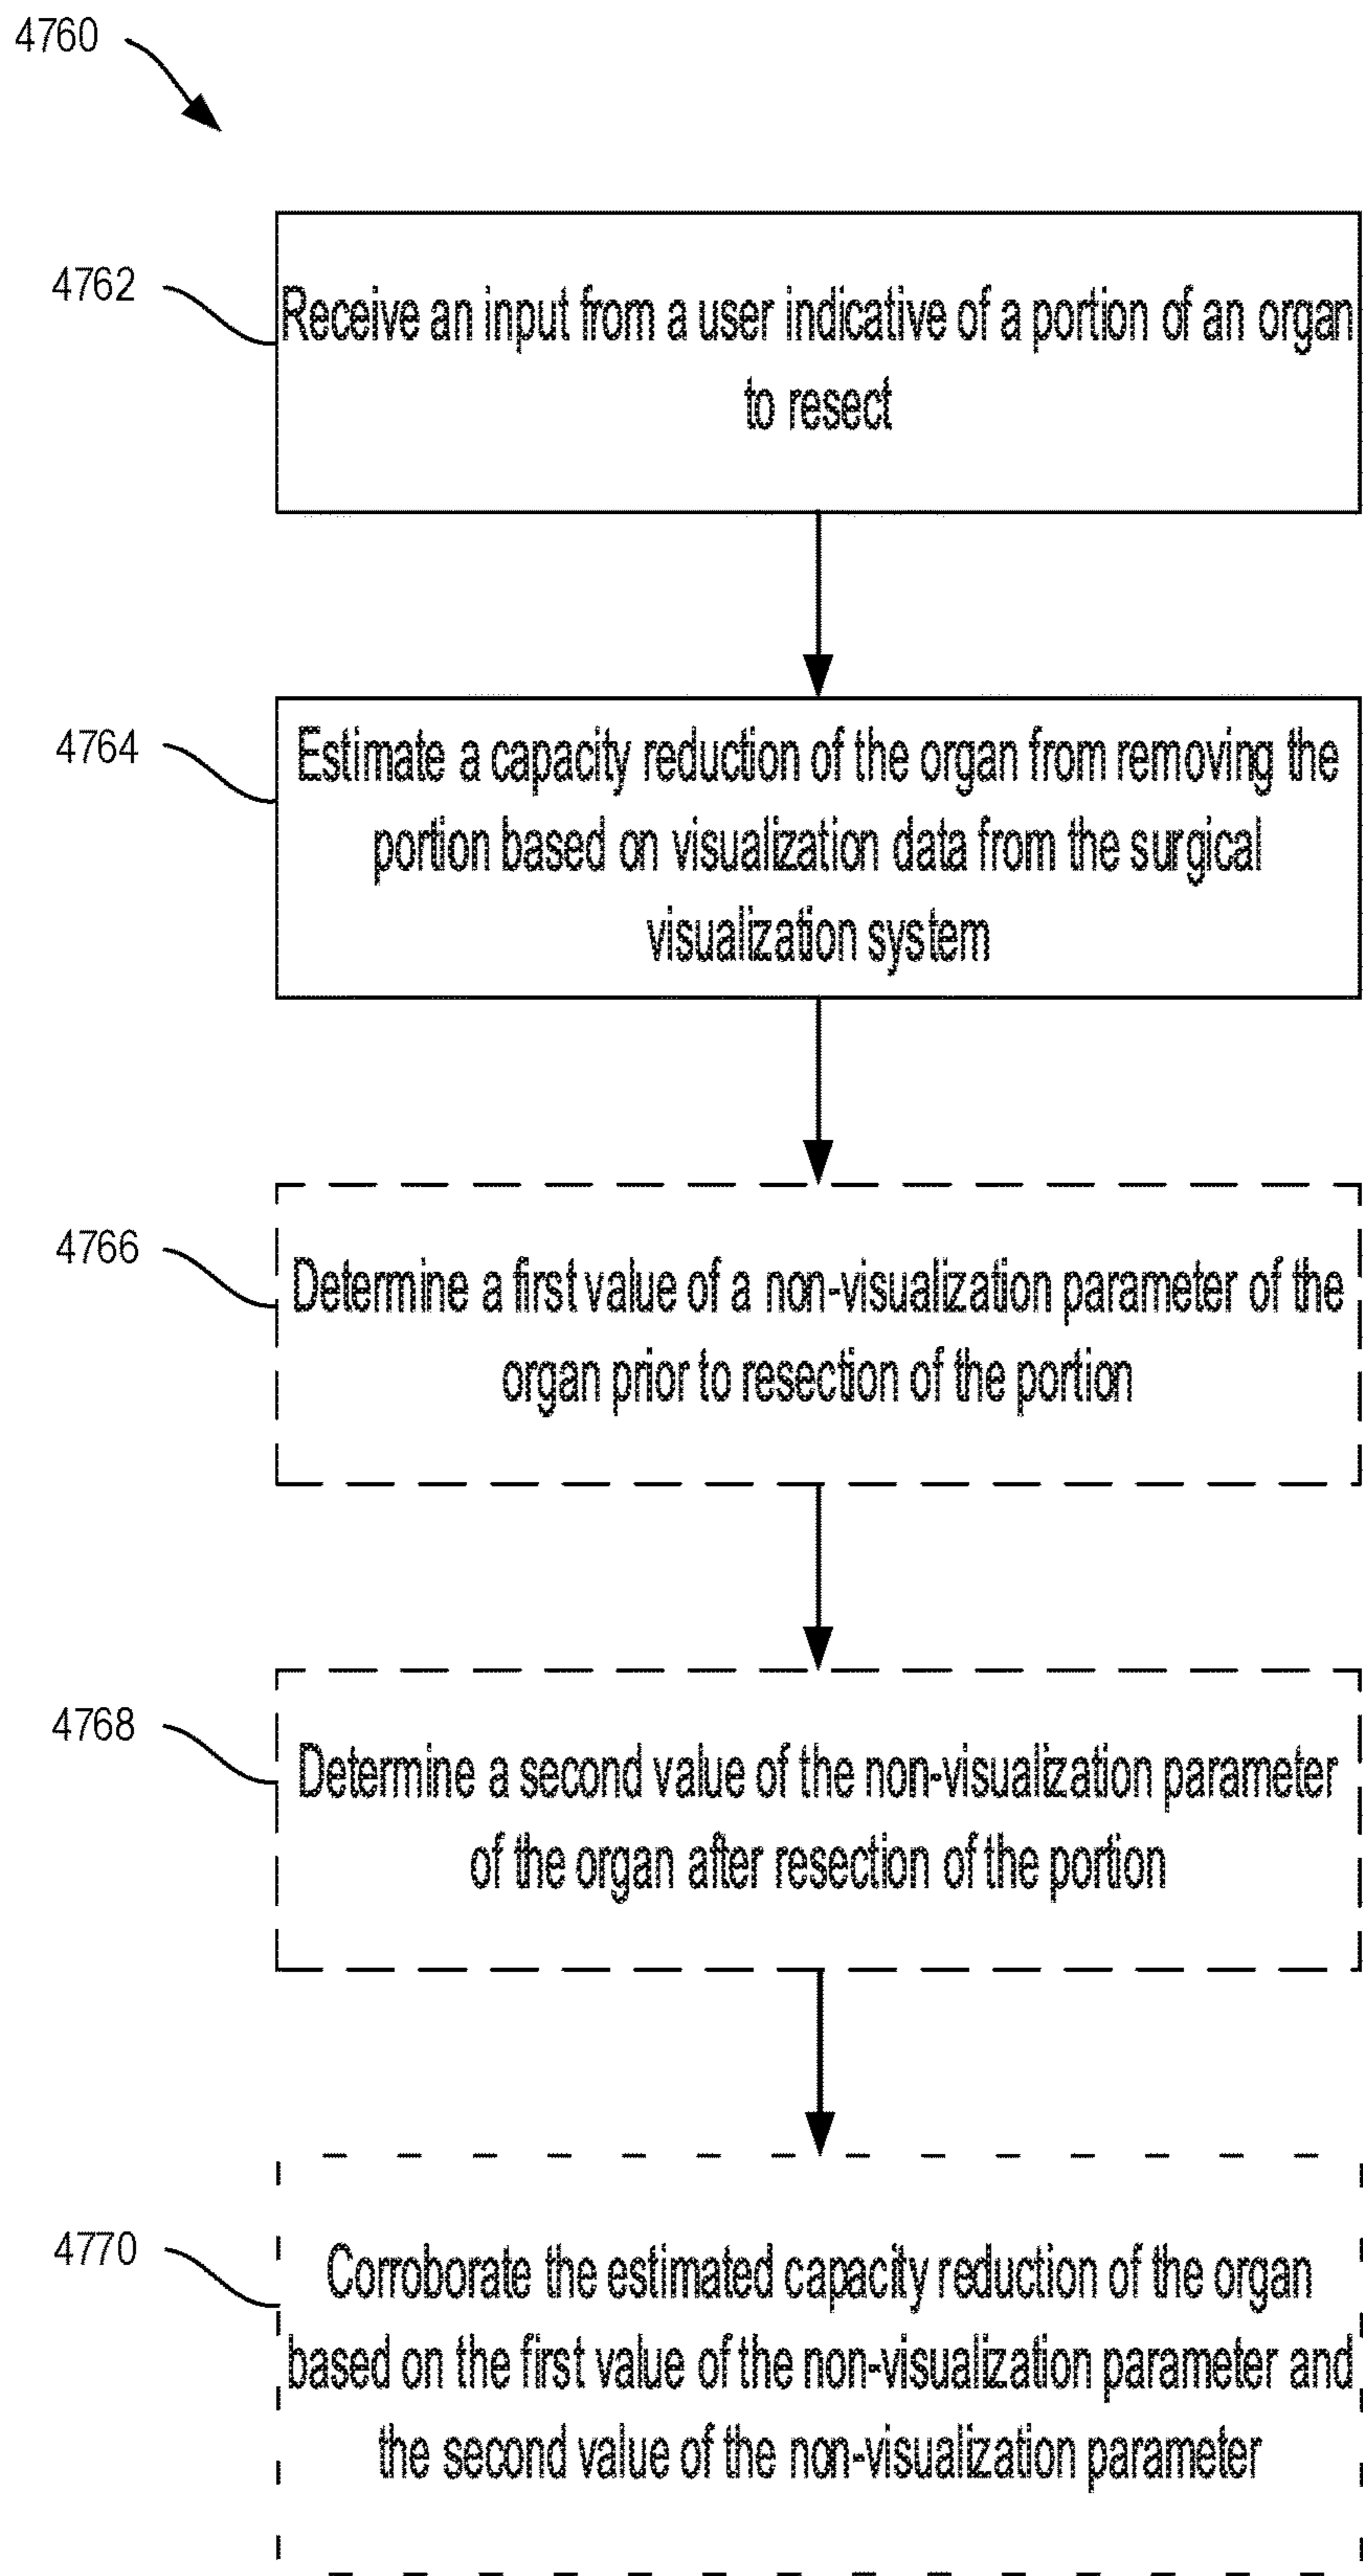 4760
4762
Receive an input from a user indicative of a portion of an organ
to resect
4764
Estimate a capacity reduction of the organ from removing the
portion based on visualization data from the surgical
visualization system
4766
Determine a first value of a non-visualization parameter of the
organ prior to resection of the portion
4768
Determine a second value of the non-visualization parameter
of the organ after resection of the portion
4770
Corroborate the estimated capacity reduction of the organ
based on the first value of the non-visualization parameter and
the second value of the non-visualization parameter